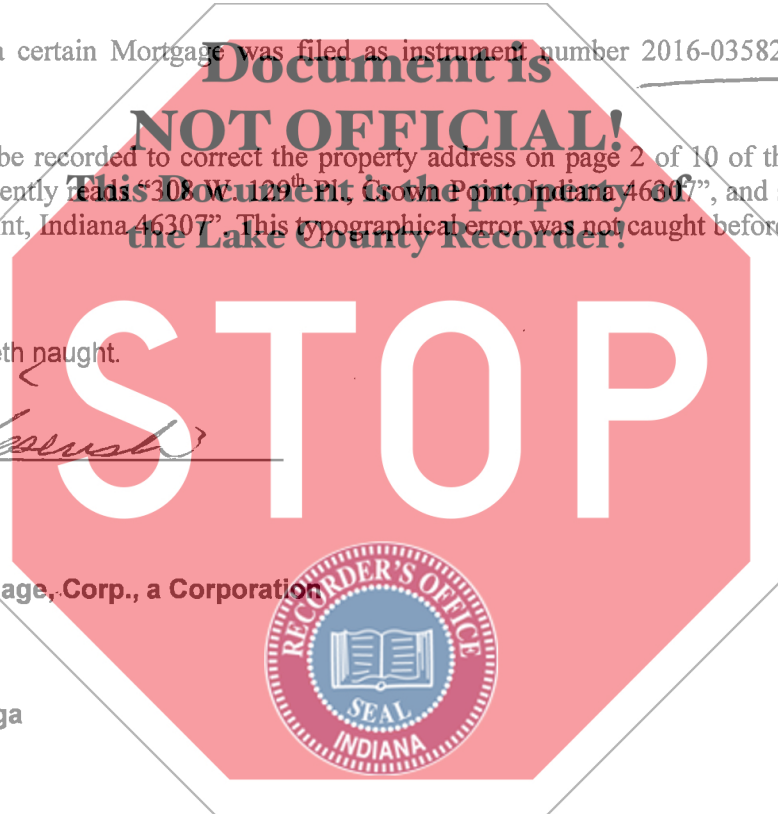 a certain Mortgage was filed as instrument number 2016-03582
Document is
NOT OFFICIAL!
be recorded to correct the property address on page 2 of 10 of th
ently reads “308 W. 129th Pl., Crown Point, Indiana 46307”, and
This Document is the property of
nt, Indiana 46307”. This typographical error was not caught befor
the Lake County Recorder!
STOP
eth naught.
age, Corp., a Corporation
RECORDER'S OFFICE
SEAL
INDIANA
ga